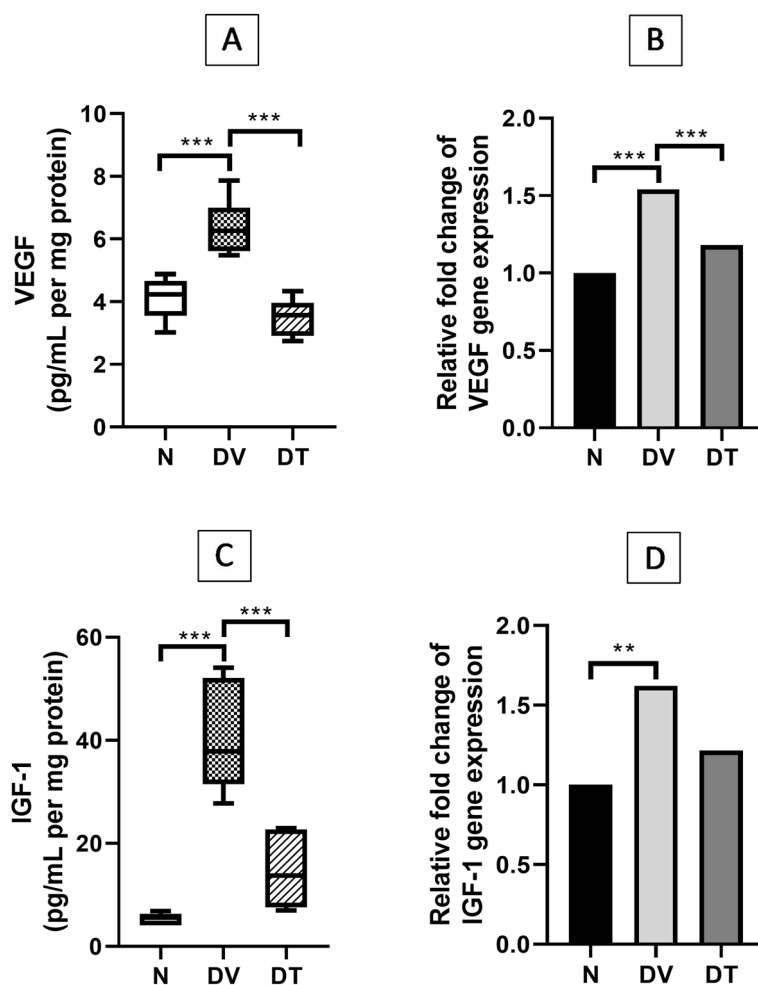 A
VEGF
(pg/mL per mg protein)
10
8
6
4
2
0
***
***
N DV DT
B
Relative fold change of
VEGF gene expression
2.0
1.5
1.0
0.5
0.0
***
***
N DV DT
C
IGF-1
(pg/mL per mg protein)
60
40
20
0
***
***
N DV DT
D
Relative fold change of
IGF-1 gene expression
2.0
1.5
1.0
0.5
0.0
**
N DV DT